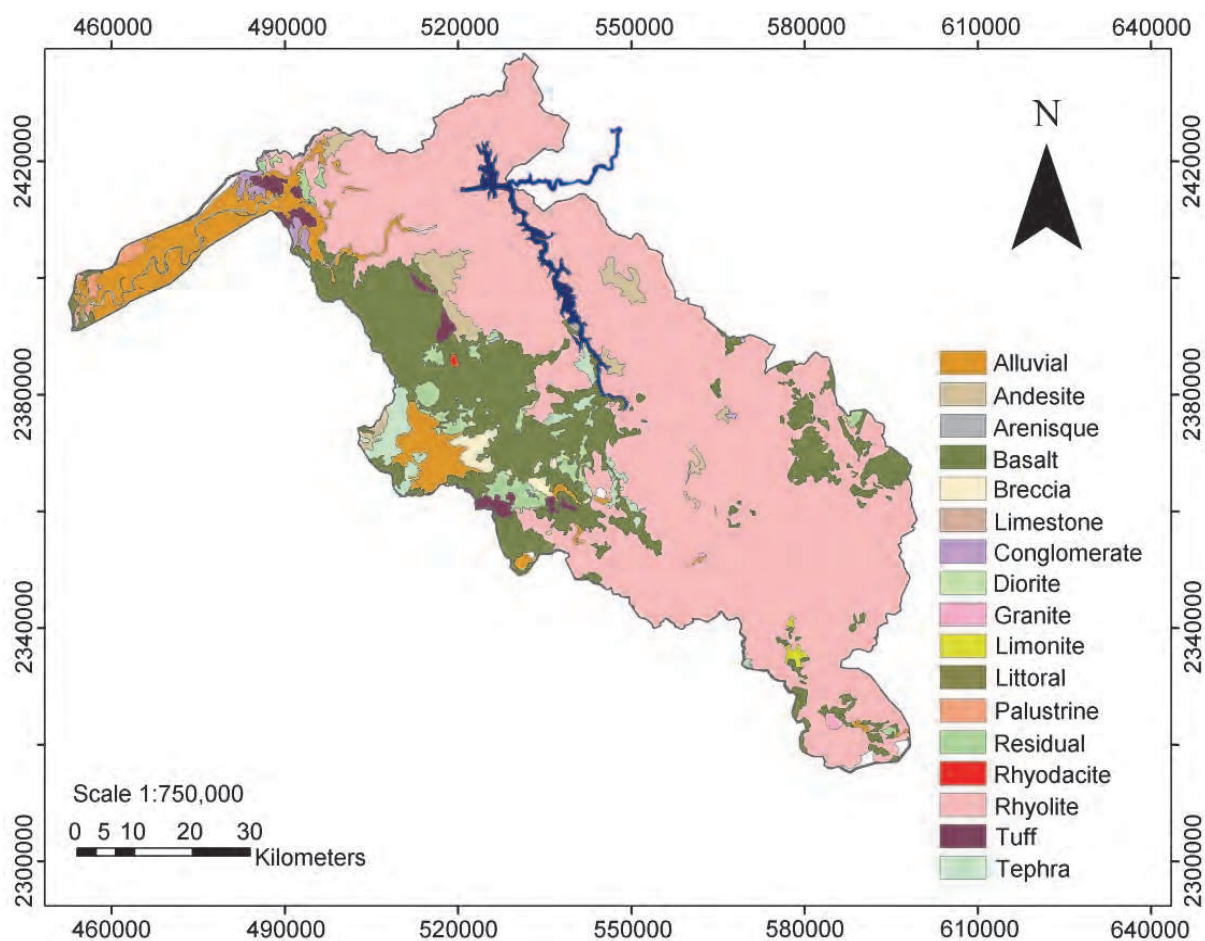 460000 490000 520000 550000 580000 610000 640000
2420000
2380000
2340000
2300000
N
2420000
2380000
2340000
2300000
Alluvial
Andesite
Arenisque
Basalt
Breccia
Limestone
Conglomerate
Diorite
Granite
Limonite
Littoral
Palustrine
Residual
Rhyodacite
Rhyolite
Tuff
Tephra
Scale 1:750,000
0 5 10 20 30
Kilometers
460000 490000 520000 550000 580000 610000 640000